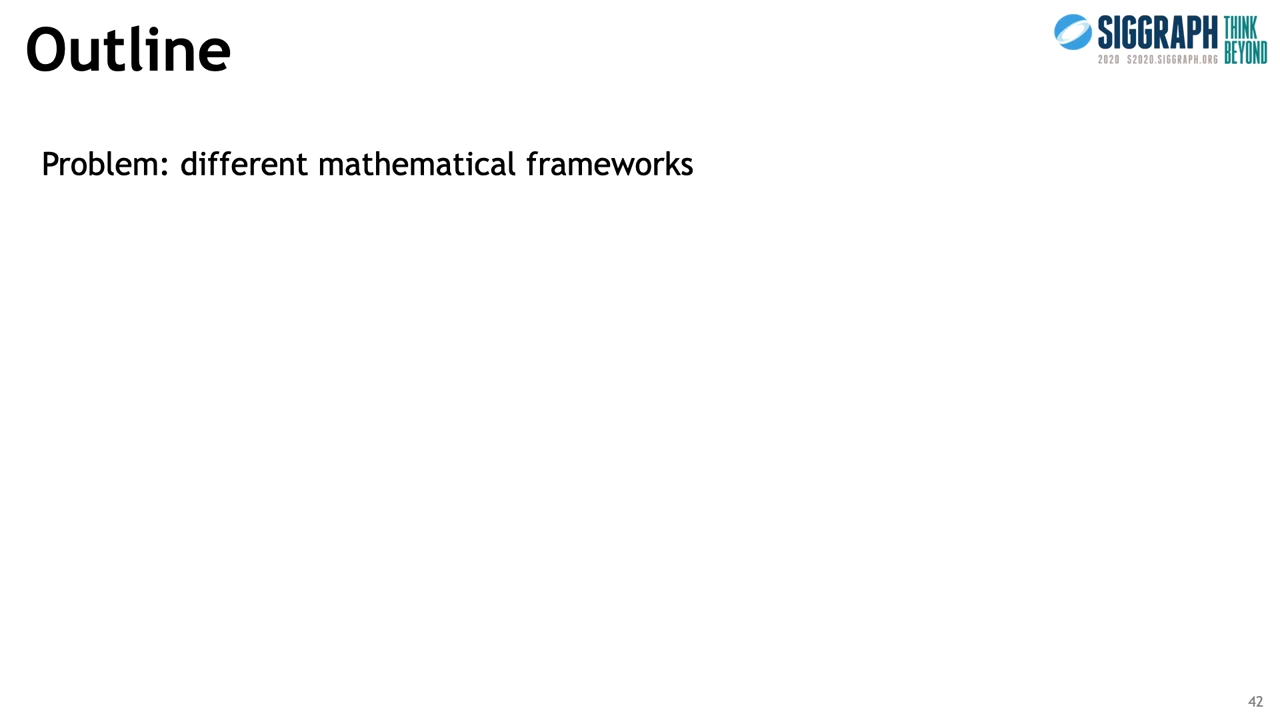 Outline
SIGGRAPH THINK
2020 S2020.SIGGRAPH.ORG BEYOND
Problem: different mathematical frameworks
42